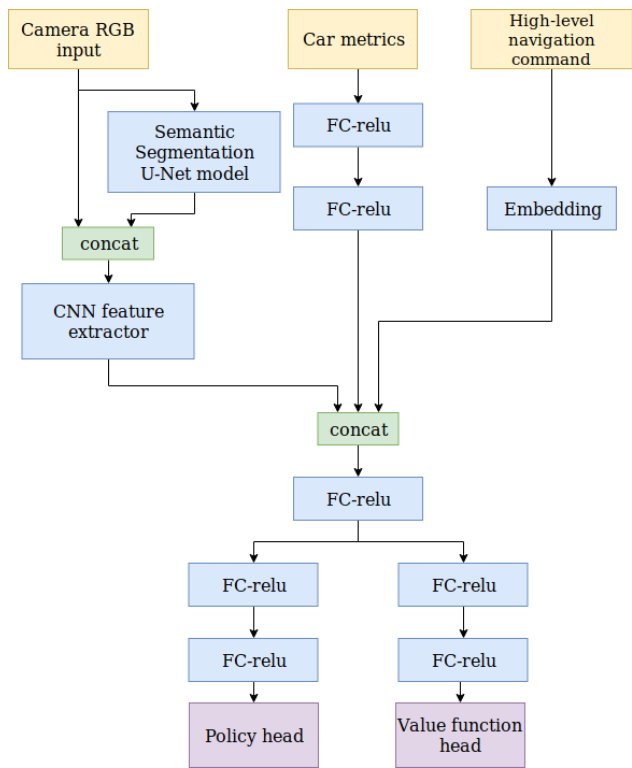 Camera RGB
input
Car metrics
High-level
navigation
command
Semantic
Segmentation
U-Net model
FC-relu
FC-relu
Embedding
concat
CNN feature
extractor
concat
FC-relu
FC-relu
FC-relu
FC-relu
FC-relu
Policy head
Value function
head